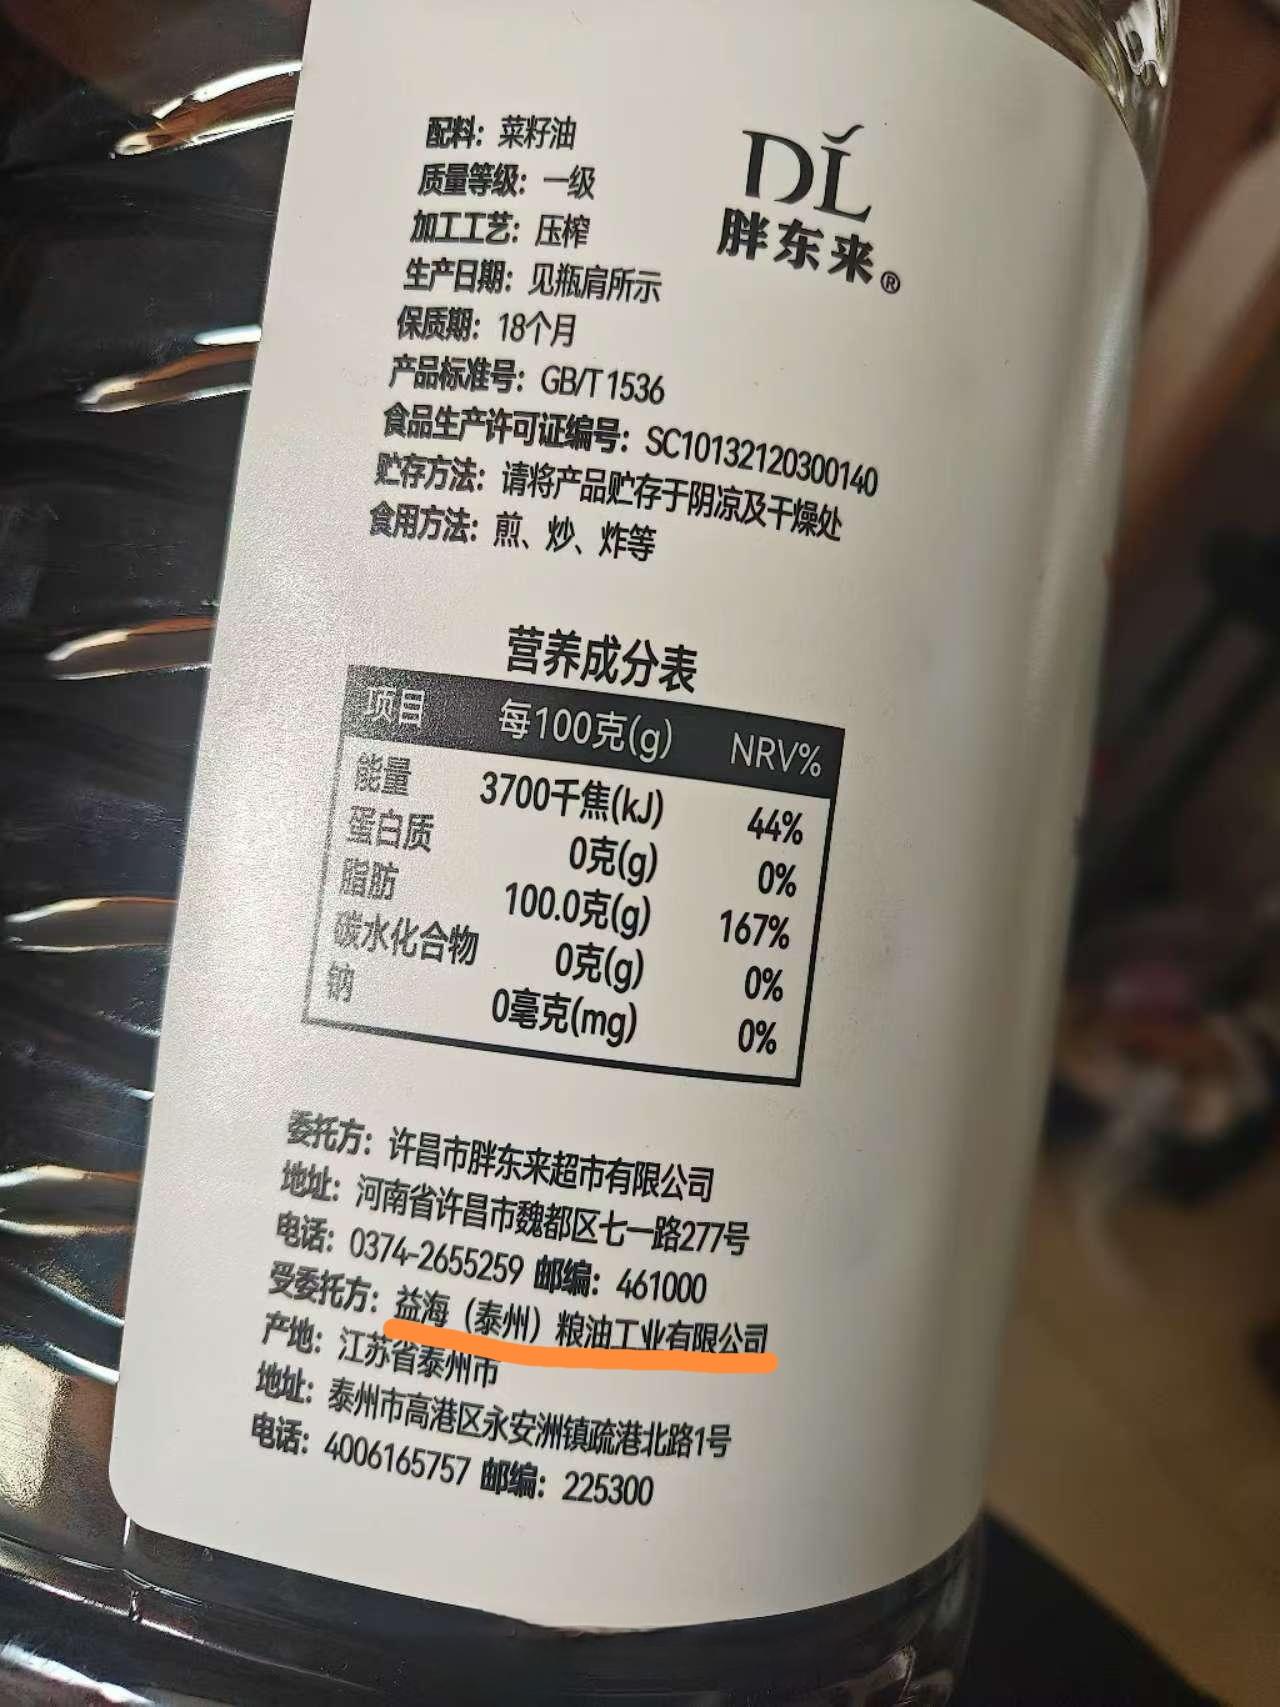 DL
胖东来®
配料：菜籽油
质量等级：一级
加工工艺：压榨
生产日期：见瓶肩所示
保质期：18个月
产品标准号：GB/T 1536
食品生产许可证编号：SC10132120300140
贮存方法：请将产品贮存于阴凉及干燥处
食用方法：煎、炒、炸等
营养成分表
项目 每100克(g) NRV%
能量 3700千焦(kJ) 44%
蛋白质 0克(g) 0%
脂肪 100.0克(g) 167%
碳水化合物 0克(g) 0%
钠 0毫克(mg) 0%
委托方：许昌市胖东来超市有限公司
地址：河南省许昌市魏都区七一路277号
电话：0374-2655259 邮编：461000
受委托方：益海（泰州）粮油工业有限公司
产地：江苏省泰州市
地址：泰州市高港区永安洲镇疏港北路1号
电话：4006165757 邮编：225300